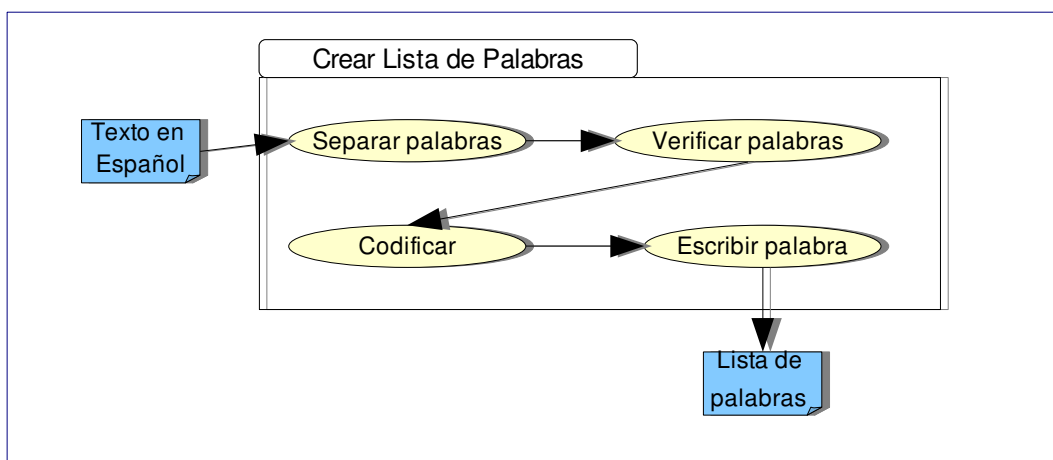 Crear Lista de Palabras
Texto en
Español
Separar palabras
Verificar palabras
Codificar
Escribir palabra
Lista de
palabras